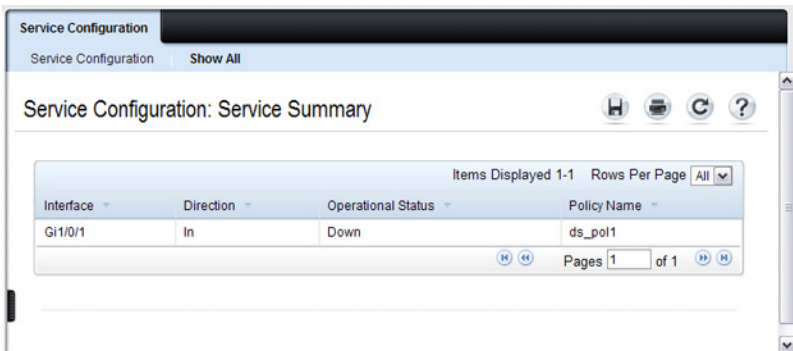 Service Configuration
Service Configuration Show All
Service Configuration: Service Summary
?
Items Displayed 1-1 Rows Per Page All
Interface Direction Operational Status Policy Name
Gi1/0/1 In Down ds_pol1
Pages 1 of 1